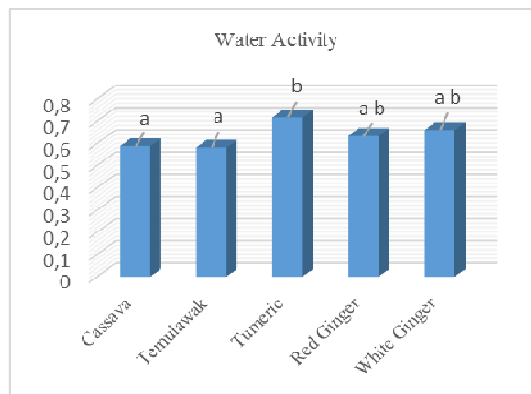 Water Activity
a a b a b a b
0,8
0,7
0,6
0,5
0,4
0,3
0,2
0,1
0
Cassava
Temulawak
Tumeric
Red Ginger
White Ginger